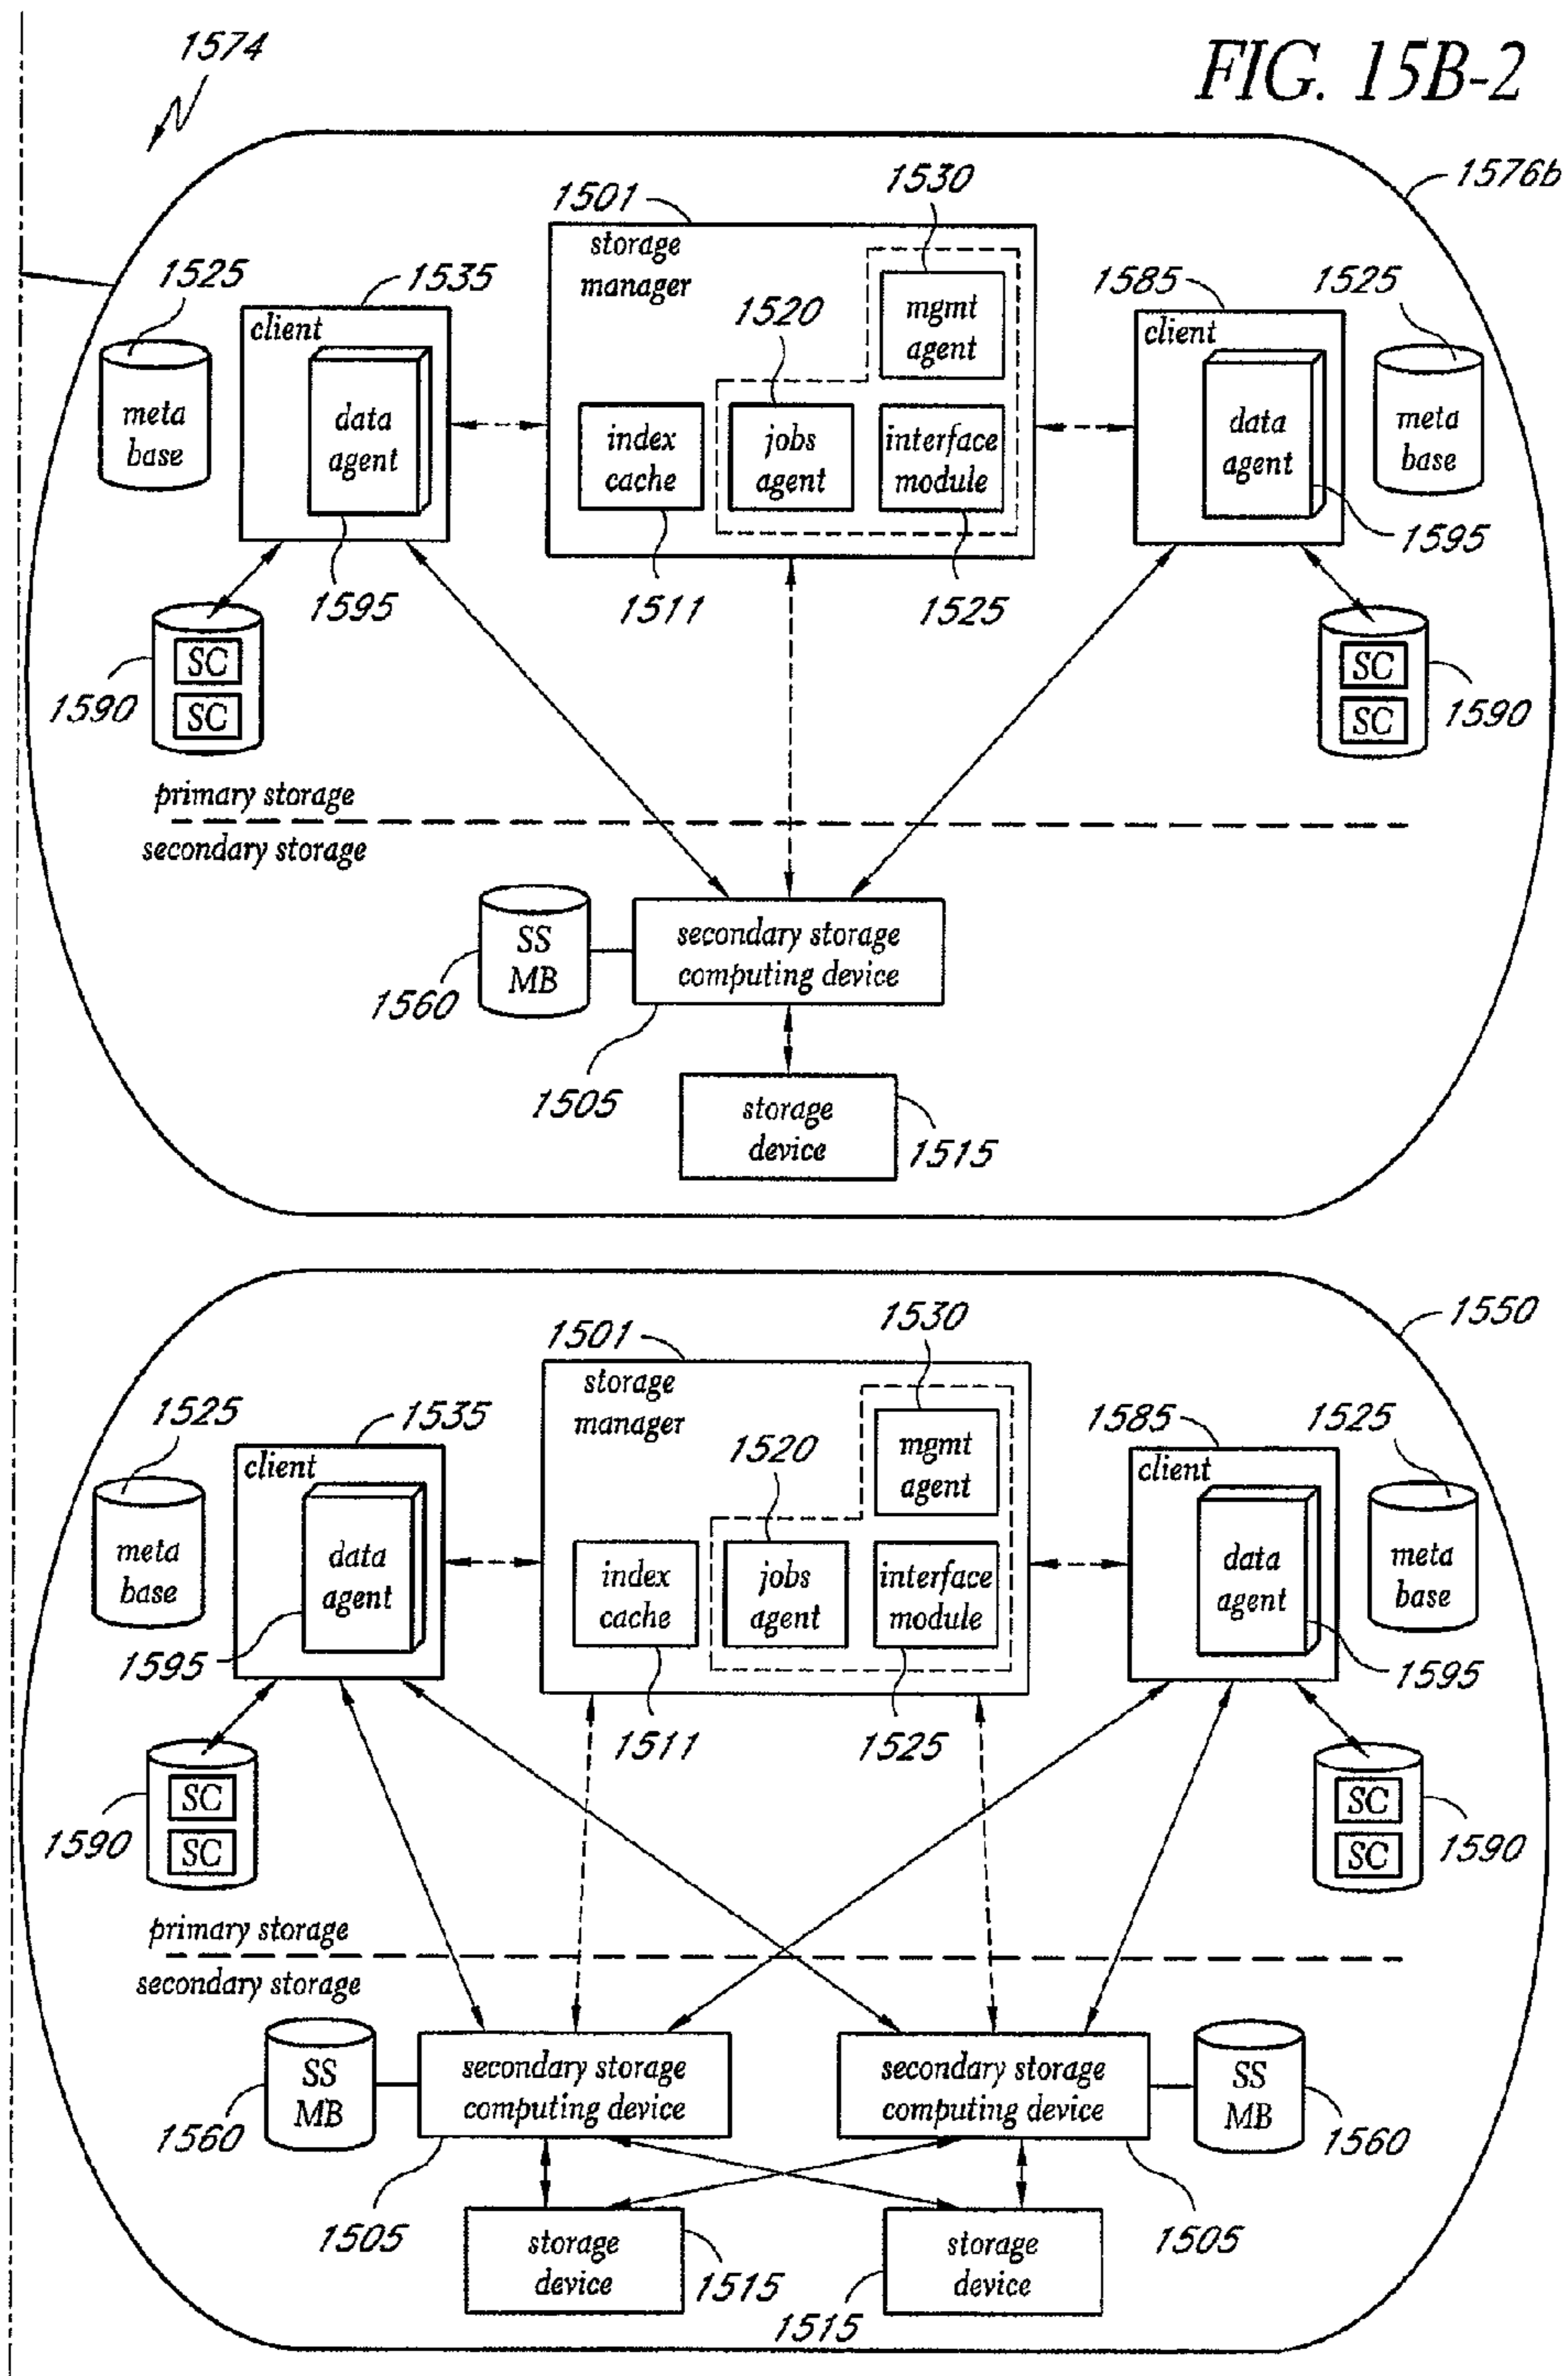 FIG. 15B-2
1574
1576b
1530
1501
storage
manager
1525
1535
1520
mgmt
agent
1585
1525
client
client
meta
base
data
agent
index
cache
jobs
agent
interface
module
data
agent
meta
base
1595
1595
1511
1525
1590
SC
SC
SC
SC
1590
primary storage
secondary storage
SS
MB
secondary storage
computing device
1560
1505
storage
device
1515
1550
1530
1501
storage
manager
1525
1535
1520
mgmt
agent
1585
1525
client
client
meta
base
data
agent
index
cache
jobs
agent
interface
module
data
agent
meta
base
1595
1595
1511
1525
1590
SC
SC
SC
SC
1590
primary storage
secondary storage
SS
MB
secondary storage
computing device
secondary storage
computing device
SS
MB
1560
1560
1505
storage
device
1515
storage
device
1515
1505